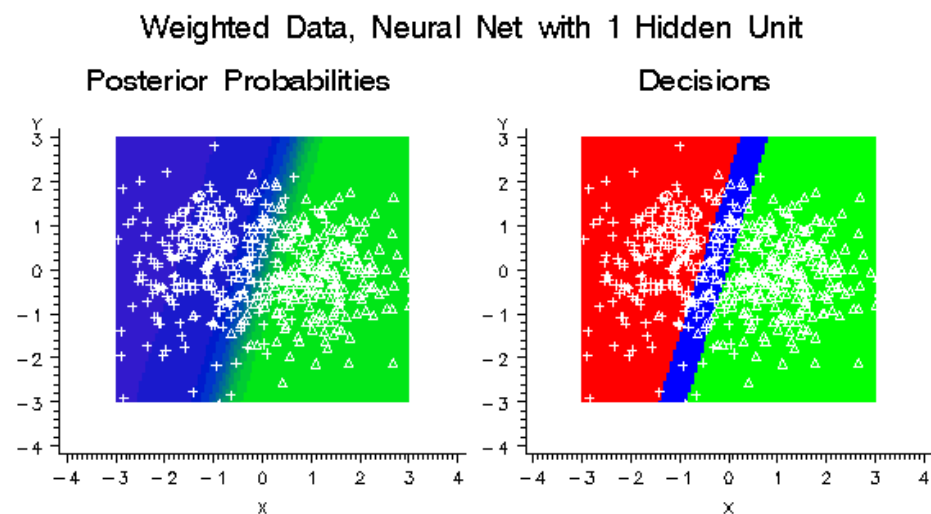 Weighted Data, Neural Net with 1 Hidden Unit
Posterior Probabilities
Decisions
Y
3
2
1
0
-1
-2
-3
-4
-4 -3 -2 -1 0 1 2 3 4
X
Y
3
2
1
0
-1
-2
-3
-4
-4 -3 -2 -1 0 1 2 3 4
X